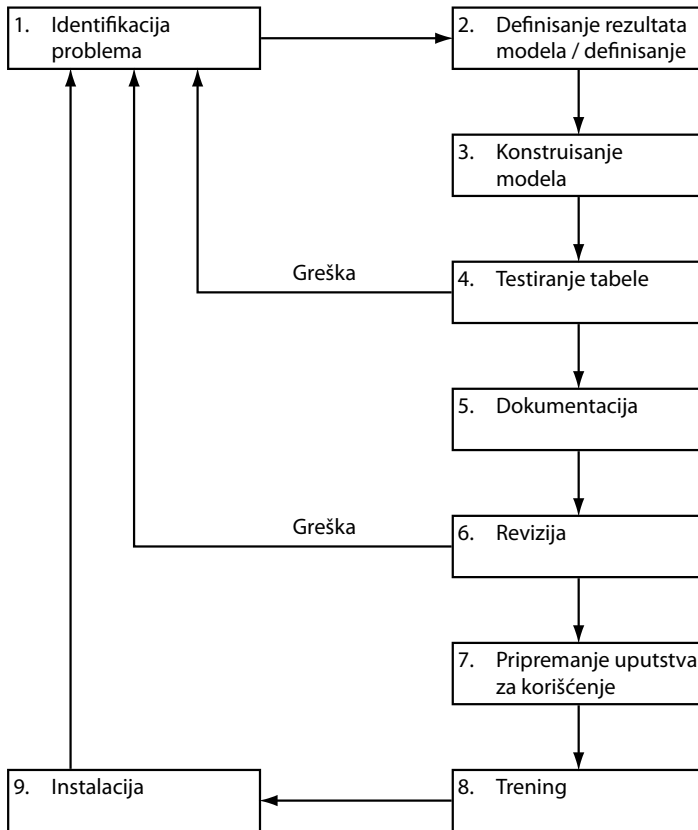 1. Identifikacija
problema
2. Definisanje rezultata
modela / definisanje
3. Konstruisanje
modela
Greška
4. Testiranje tabele
5. Dokumentacija
Greška
6. Revizija
7. Pripremanje uputstva
za korišćenje
9. Instalacija
8. Trening